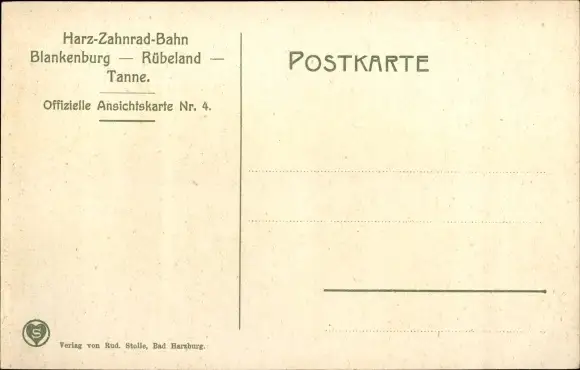 Harz-Zahnrad-Bahn
Blankenburg — Rübeland —
Tanne.
Offizielle Ansichtskarte Nr. 4.
POSTKARTE
S
Verlag von Rud. Stolle, Bad Harzburg.